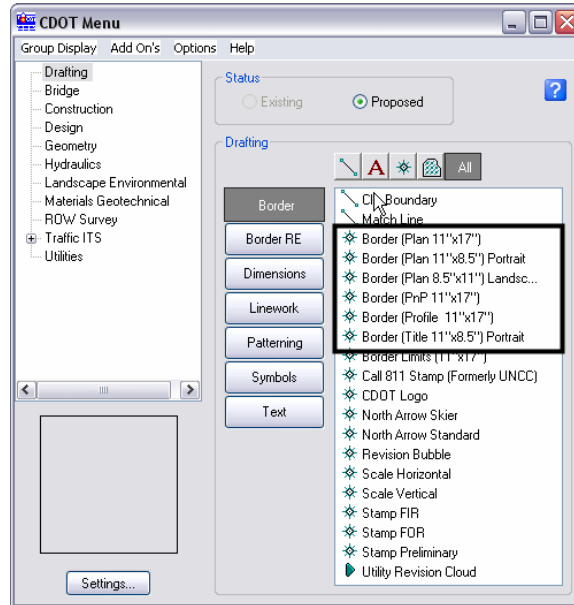 CDOT Menu
Group Display Add On's Options Help
Drafting
Bridge
Construction
Design
Geometry
Hydraulics
Landscape Environmental
Materials Geotechnical
ROW Survey
Traffic ITS
Utilities
Settings...
Status
Existing
Proposed
?
Drafting
A
All
Border
Border RE
Dimensions
Linework
Patterning
Symbols
Text
Boundary
Match Line
Border (Plan 11"x17")
Border (Plan 11"x8.5") Portrait
Border (Plan 8.5"x11") Landsc...
Border (PnP 11"x17")
Border (Profile 11"x17")
Border (Title 11"x8.5") Portrait
Border Limits (11"x17")
Call 811 Stamp (Formerly UNCC)
CDOT Logo
North Arrow Skier
North Arrow Standard
Revision Bubble
Scale Horizontal
Scale Vertical
Stamp FIR
Stamp FOR
Stamp Preliminary
Utility Revision Cloud